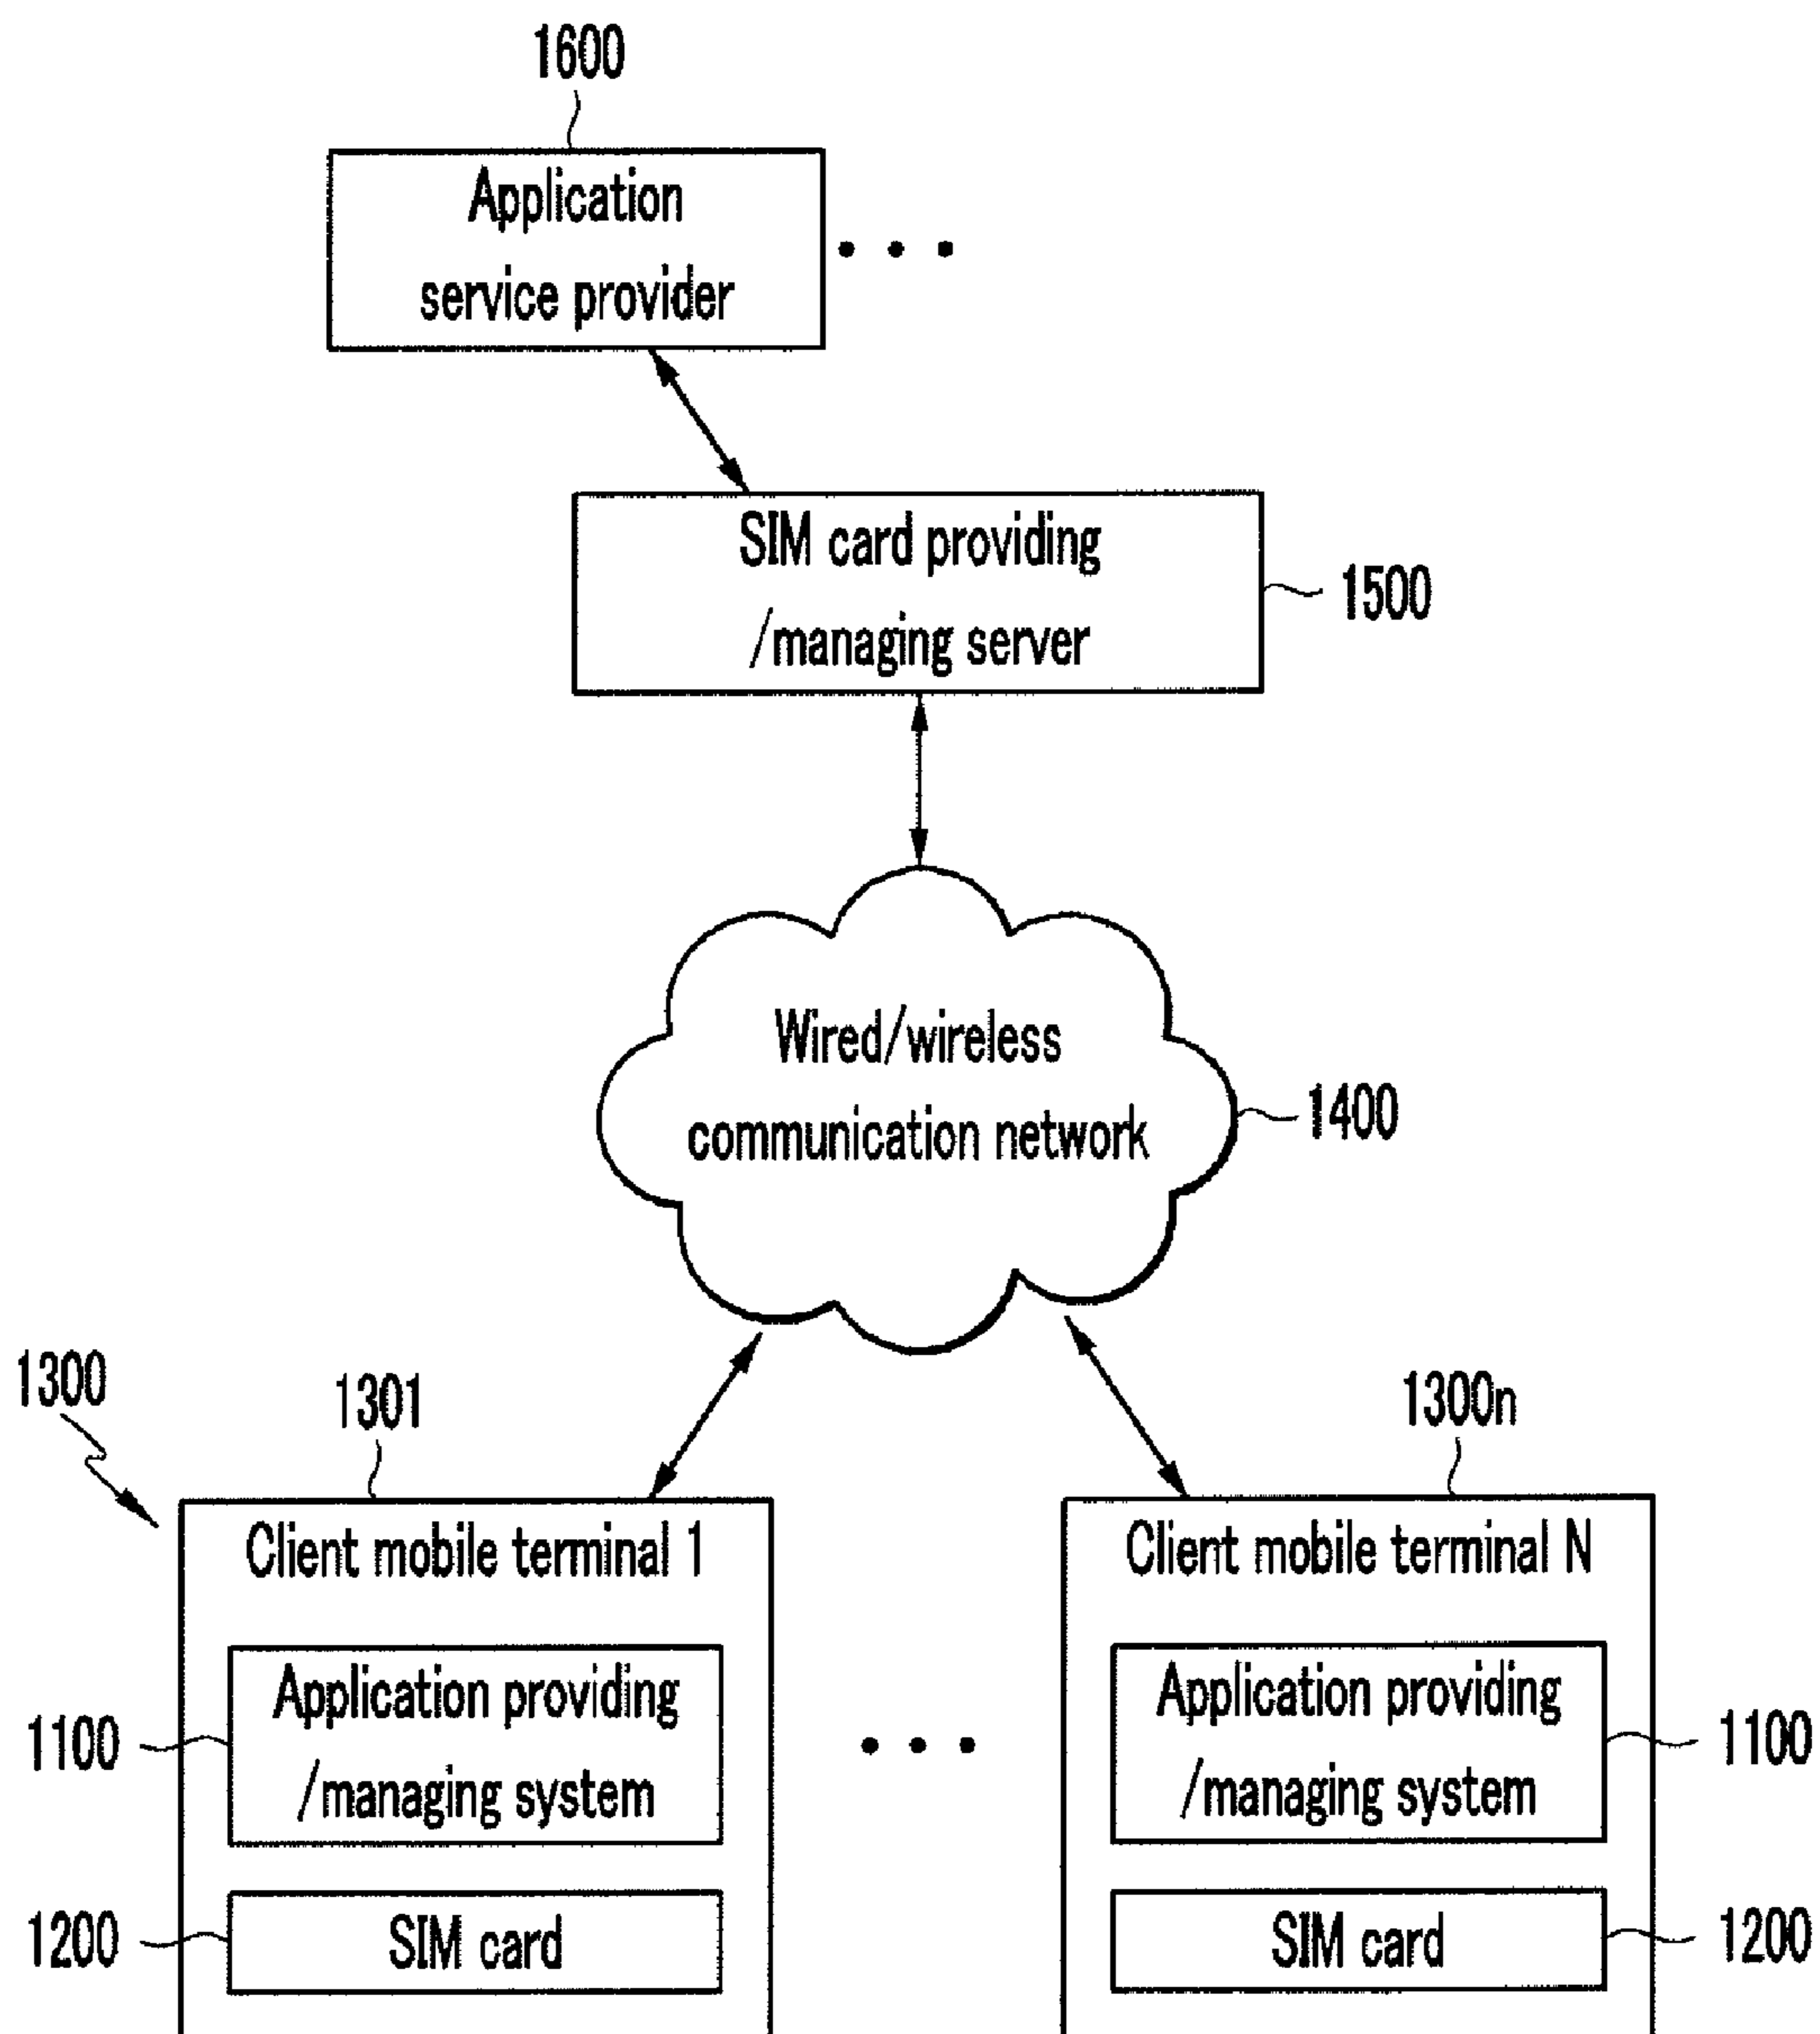 1600
Application
service provider
SIM card providing
/managing server
1500
Wired/wireless
communication network
1400
1300
1301
1300n
Client mobile terminal 1
Client mobile terminal N
Application providing
/managing system
1100
Application providing
/managing system
1100
1200
SIM card
SIM card
1200